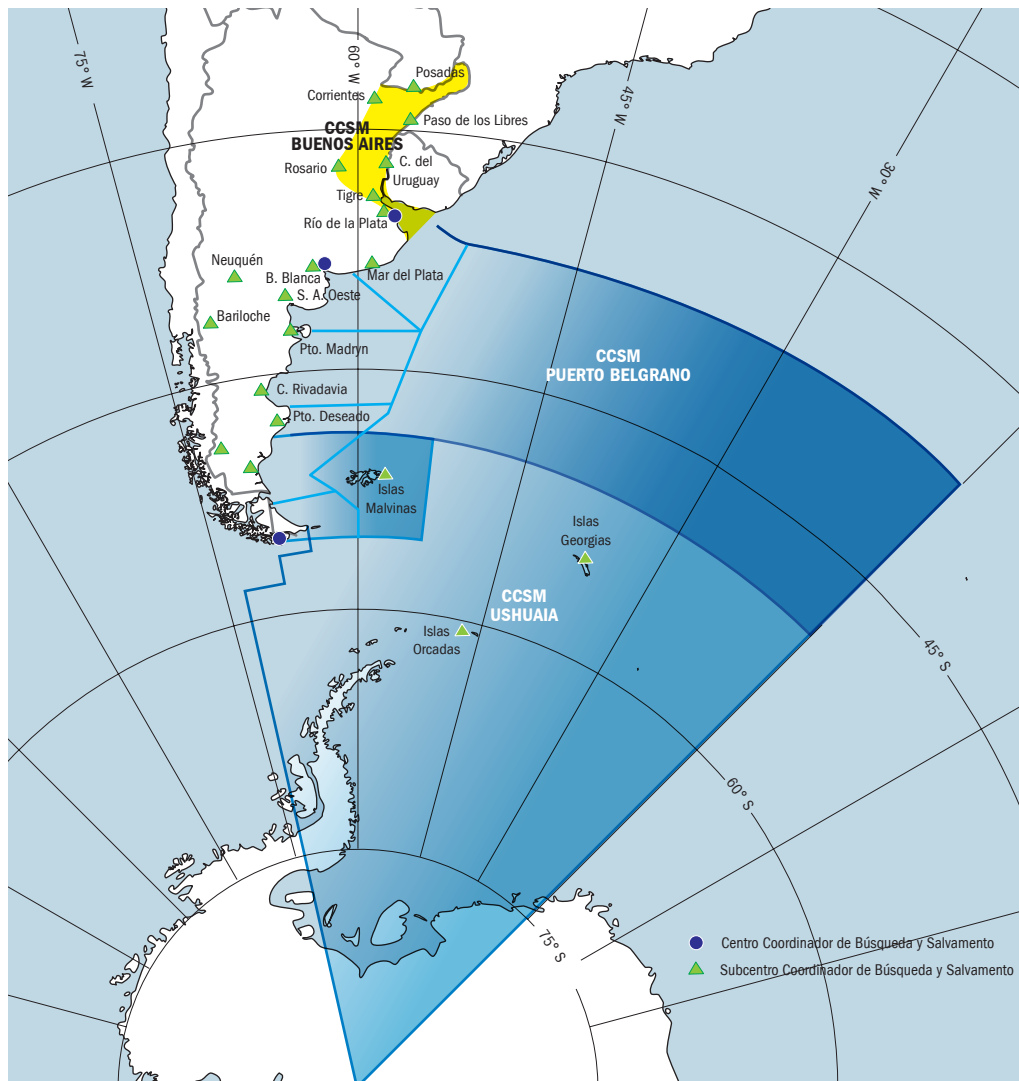 75° W
60° W
45° W
30° W
Posadas
Corrientes
Paso de los Libres
CCSM
BUENOS AIRES
Rosario
C. del
Uruguay
Tigre
Río de la Plata
Neuquén
B. Blanca
Mar del Plata
S. A. Oeste
Bariloche
Pto. Madryn
CCSM
PUERTO BELGRANO
C. Rivadavia
Pto. Deseado
Islas
Malvinas
Islas
Georgias
CCSM
USHUAIA
Islas
Orcadas
45° S
60° S
75° S
Centro Coordinador de Búsqueda y Salvamento
Subcentro Coordinador de Búsqueda y Salvamento